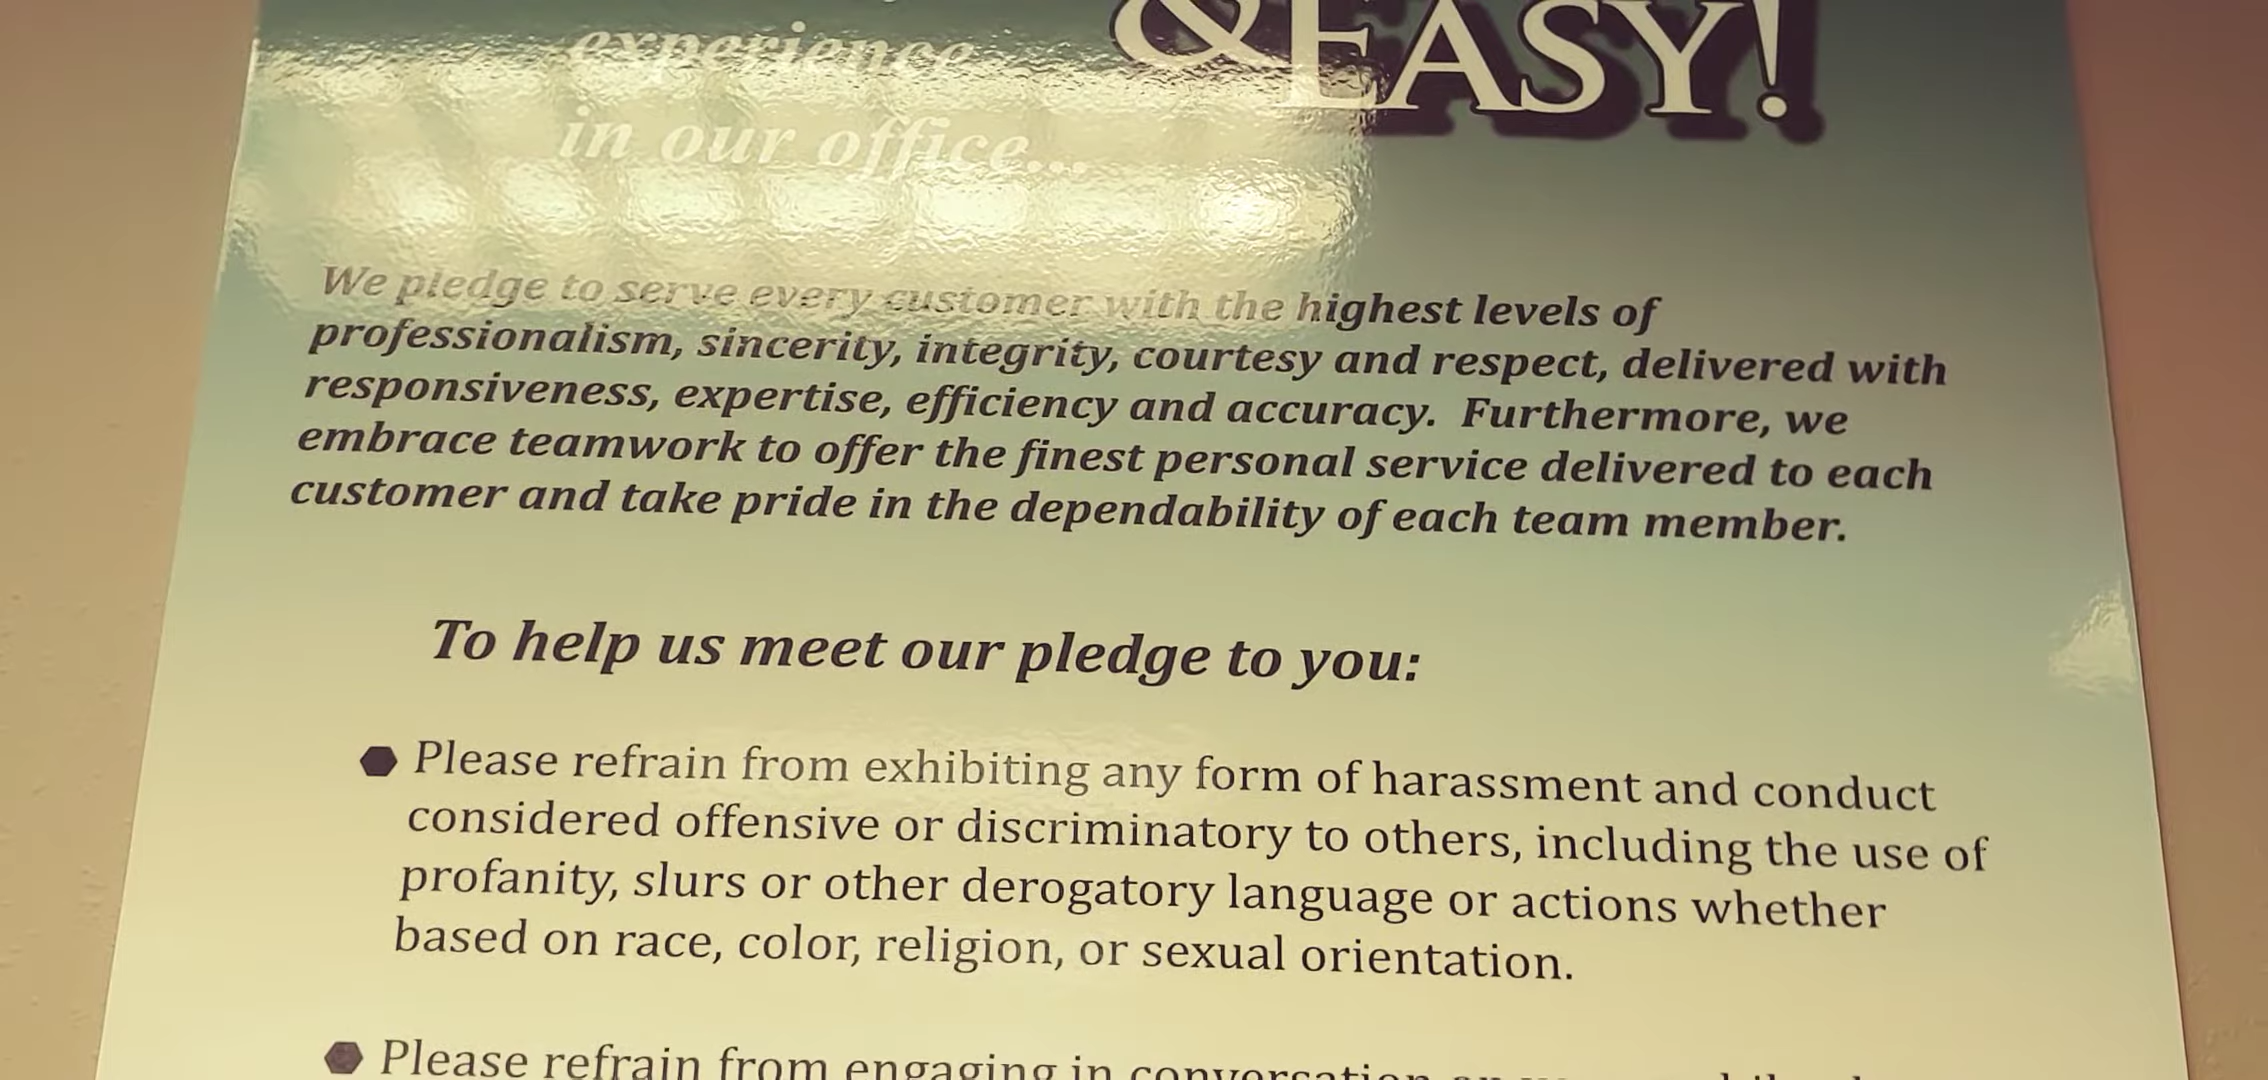 experience
&EASY!
in our office...
We pledge to serve every customer with the highest levels of
professionalism, sincerity, integrity, courtesy and respect, delivered with
responsiveness, expertise, efficiency and accuracy. Furthermore, we
embrace teamwork to offer the finest personal service delivered to each
customer and take pride in the dependability of each team member.
To help us meet our pledge to you:
Please refrain from exhibiting any form of harassment and conduct
considered offensive or discriminatory to others, including the use of
profanity, slurs or other derogatory language or actions whether
based on race, color, religion, or sexual orientation.
Please refrain from engaging in conversation